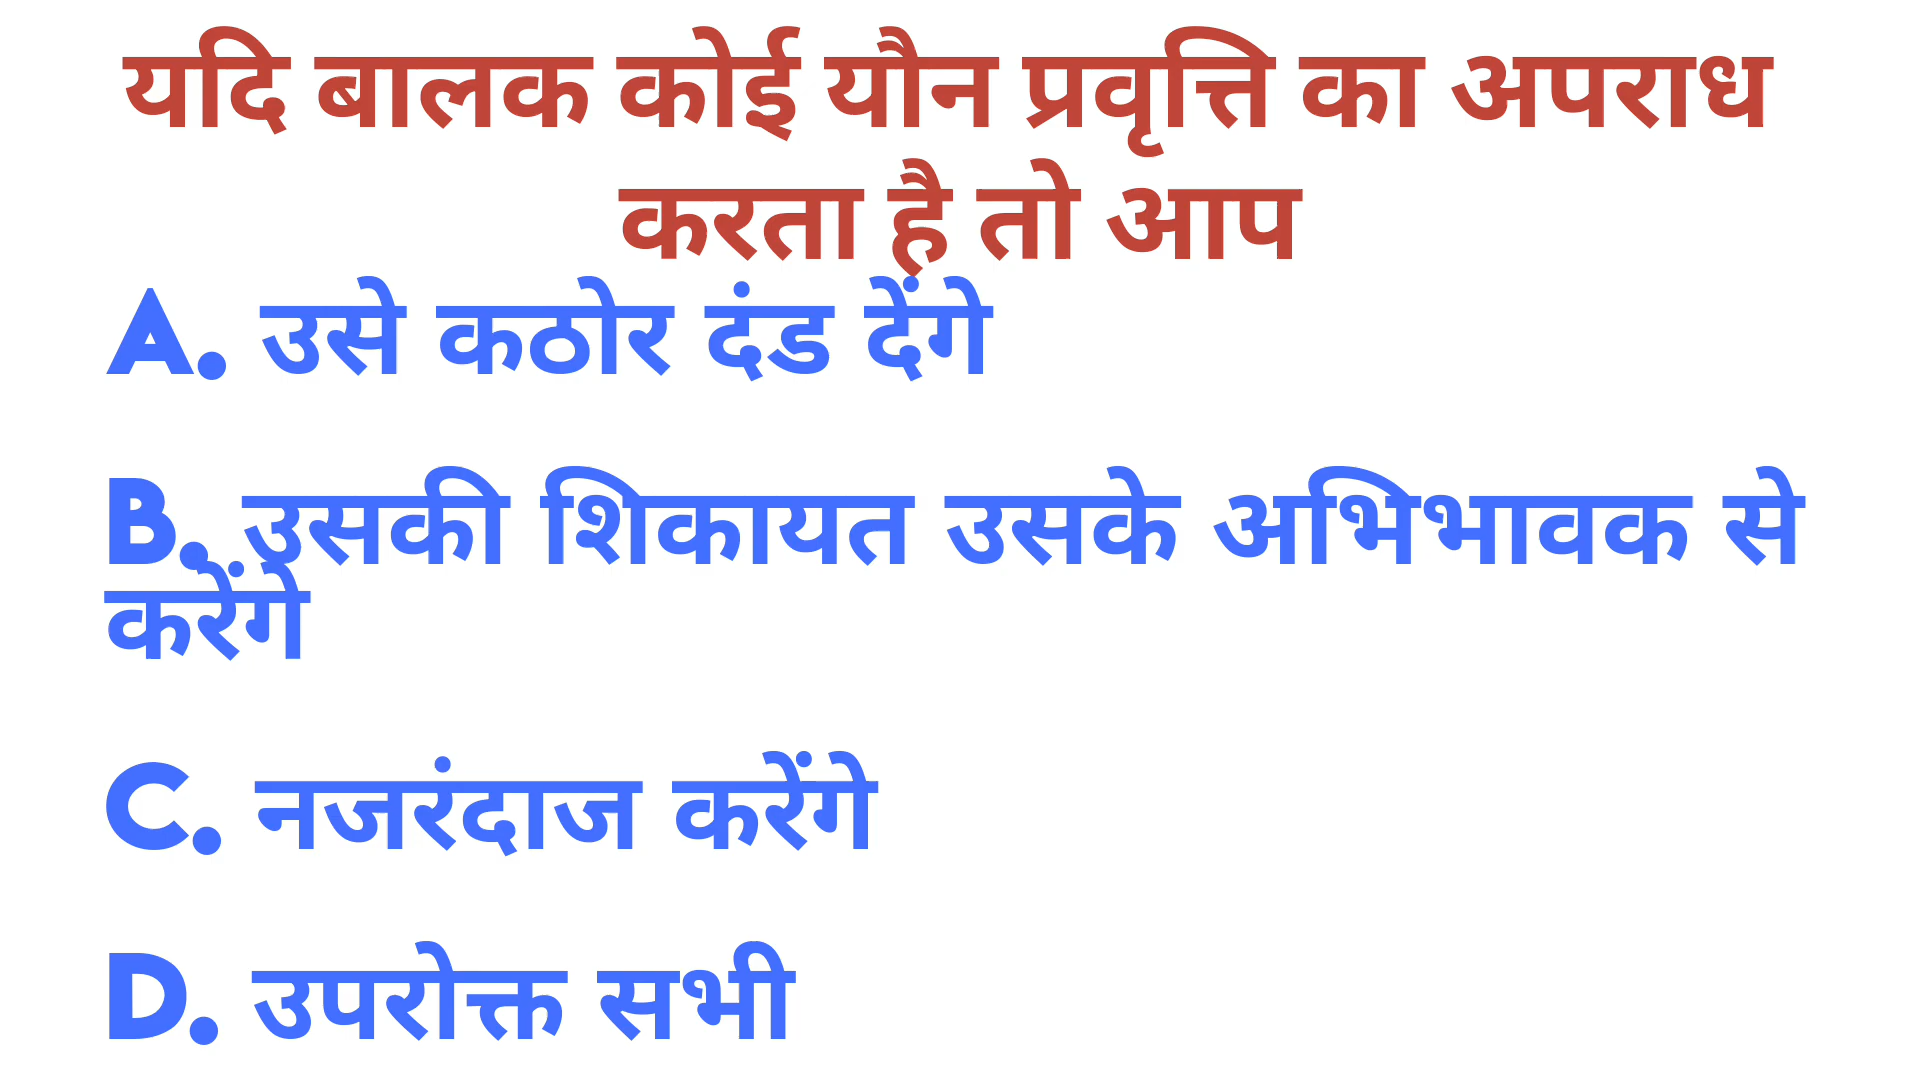 यदि बालक कोई यौन प्रवृत्ति का अपराध
करता है तो आप
A. उसे कठोर दंड देंगे
B. उसकी शिकायत उसके अभिभावक से
करेंगे
C. नजरंदाज करेंगे
D. उपरोक्त सभी